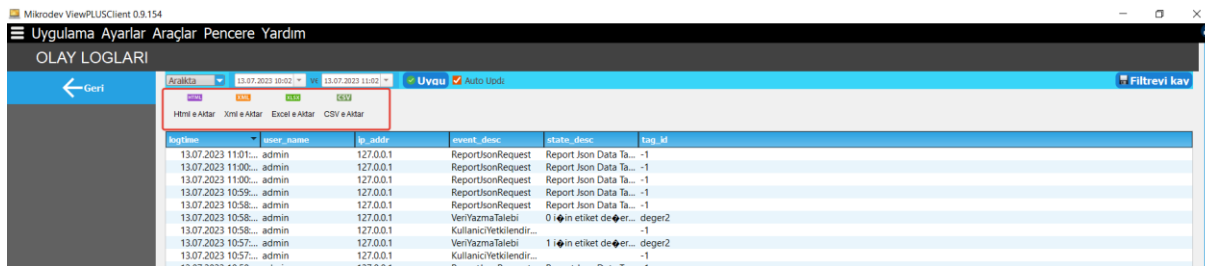 Mikrodev ViewPLUSClient 0.9.154
Uygulama Ayarlar Araçlar Pencere Yardım
OLAY LOGLARI
Geri
Aralıkta 13.07.2023 10:02 ve 13.07.2023 11:02 Uygu Auto Upda Filtreyi kay
HTML XML XLSX CSV
Html e Aktar Xml e Aktar Excel e Aktar CSV e Aktar
logtime user_name ip_addr event_desc state_desc tag_id
13.07.2023 11:01:... admin 127.0.0.1 ReportJsonRequest Report Json Data Ta... -1
13.07.2023 11:00:... admin 127.0.0.1 ReportJsonRequest Report Json Data Ta... -1
13.07.2023 11:00:... admin 127.0.0.1 ReportJsonRequest Report Json Data Ta... -1
13.07.2023 10:59:... admin 127.0.0.1 ReportJsonRequest Report Json Data Ta... -1
13.07.2023 10:58:... admin 127.0.0.1 ReportJsonRequest Report Json Data Ta... -1
13.07.2023 10:58:... admin 127.0.0.1 VeriYazmaTalebi 0 i�in etiket de�er... deger2
13.07.2023 10:58:... admin 127.0.0.1 KullaniciYetkilendir... -1
13.07.2023 10:57:... admin 127.0.0.1 VeriYazmaTalebi 1 i�in etiket de�er... deger2
13.07.2023 10:57:... admin 127.0.0.1 KullaniciYetkilendir... -1